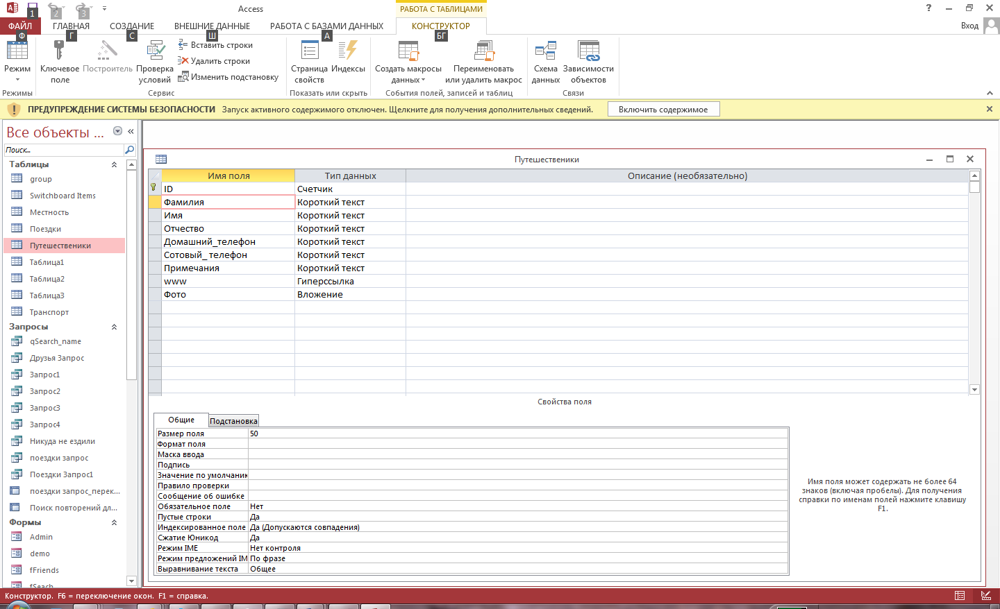 Access
РАБОТА С ТАБЛИЦАМИ
1 2 3
?
ФАЙЛ ГЛАВНАЯ СОЗДАНИЕ ВНЕШНИЕ ДАННЫЕ РАБОТА С БАЗАМИ ДАННЫХ КОНСТРУКТОР
Вход
Ф Г С Ш А БГ
Режим
Режимы
Ключевое поле
Построитель
Проверка условий
Вставить строки
Удалить строки
Изменить подстановку
Сервис
Страница свойств
Индексы
Показать или скрыть
Создать макросы данных
Переименовать или удалить макрос
События полей, записей и таблиц
Схема данных
Зависимости объектов
Связи
ПРЕДУПРЕЖДЕНИЕ СИСТЕМЫ БЕЗОПАСНОСТИ Запуск активного содержимого отключен. Щелкните для получения дополнительных сведений.
Включить содержимое
Все объекты ...
Поиск...
Таблицы
group
Switchboard Items
Местность
Поездки
Путешественики
Таблица1
Таблица2
Таблица3
Транспорт
Запросы
qSearch_name
Друзья Запрос
Запрос1
Запрос2
Запрос3
Запрос4
Никуда не ездили
поездки запрос
Поездки Запрос1
поездки запрос_перек...
Поиск повторений дл...
Формы
Admin
demo
fFriends
fSeach
Путешественики
Имя поля Тип данных Описание (необязательно)
ID Счетчик
Фамилия Короткий текст
Имя Короткий текст
Отчество Короткий текст
Домашний_телефон Короткий текст
Сотовый_ телефон Короткий текст
Примечания Короткий текст
www Гиперссылка
Фото Вложение
Свойства поля
Общие Подстановка
Размер поля 50
Формат поля
Маска ввода
Подпись
Значение по умолчани
Правило проверки
Сообщение об ошибке
Обязательное поле Нет
Пустые строки Да
Индексированное поле Да (Допускаются совпадения)
Сжатие Юникод Да
Режим IME Нет контроля
Режим предложений IM По фразе
Выравнивание текста Общее
Имя поля может содержать не более 64
знаков (включая пробелы). Для получения
справки по именам полей нажмите клавишу
F1.
Конструктор. F6 = переключение окон. F1 = справка.